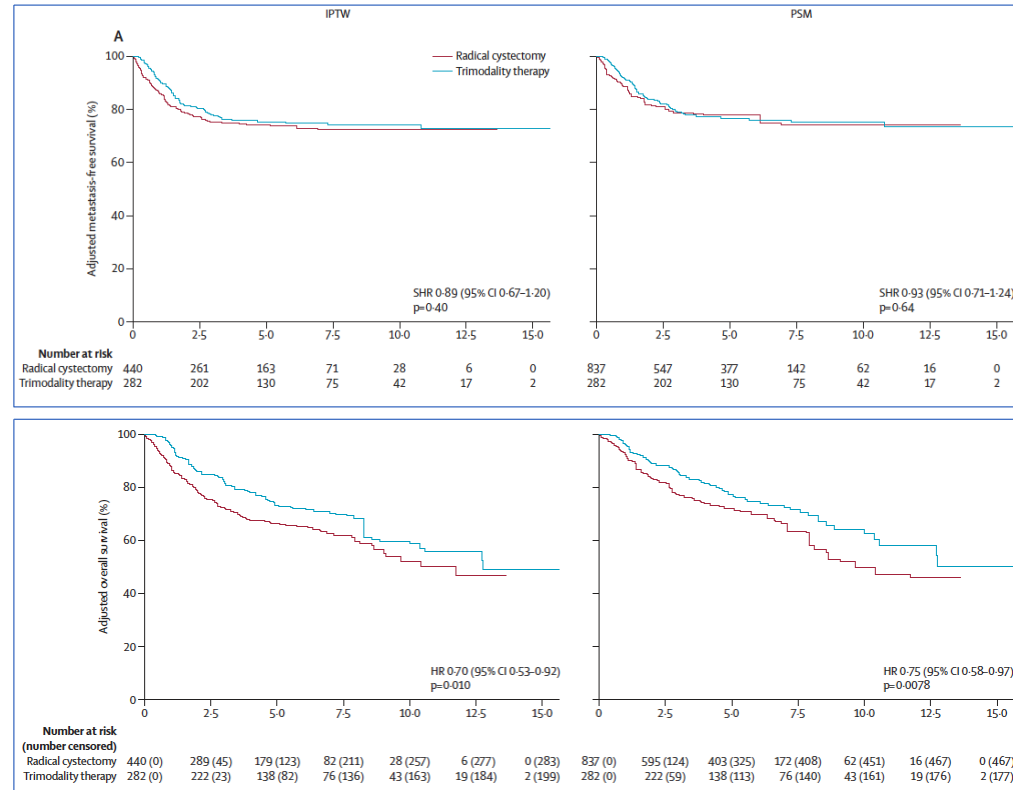 IPTW PSM
A
Radical cystectomy
Trimodality therapy
Adjusted metastasis-free survival (%)
100
80
60
40
20
0
SHR 0·89 (95% CI 0·67–1·20)
p=0·40
SHR 0·93 (95% CI 0·71–1·24)
p=0·64
0 2·5 5·0 7·5 10·0 12·5 15·0 0 2·5 5·0 7·5 10·0 12·5 15·0
Number at risk
Radical cystectomy 440 261 163 71 28 6 0 837 547 377 142 62 16 0
Trimodality therapy 282 202 130 75 42 17 2 282 202 130 75 42 17 2
Adjusted overall survival (%)
100
80
60
40
20
0
HR 0·70 (95% CI 0·53–0·92)
p=0·010
HR 0·75 (95% CI 0·58–0·97)
p=0·0078
0 2·5 5·0 7·5 10·0 12·5 15·0 0 2·5 5·0 7·5 10·0 12·5 15·0
Number at risk
(number censored)
Radical cystectomy 440 (0) 289 (45) 179 (123) 82 (211) 28 (257) 6 (277) 0 (283) 837 (0) 595 (124) 403 (325) 172 (408) 62 (451) 16 (467) 0 (467)
Trimodality therapy 282 (0) 222 (23) 138 (82) 76 (136) 43 (163) 19 (184) 2 (199) 282 (0) 222 (59) 138 (113) 76 (140) 43 (161) 19 (176) 2 (177)